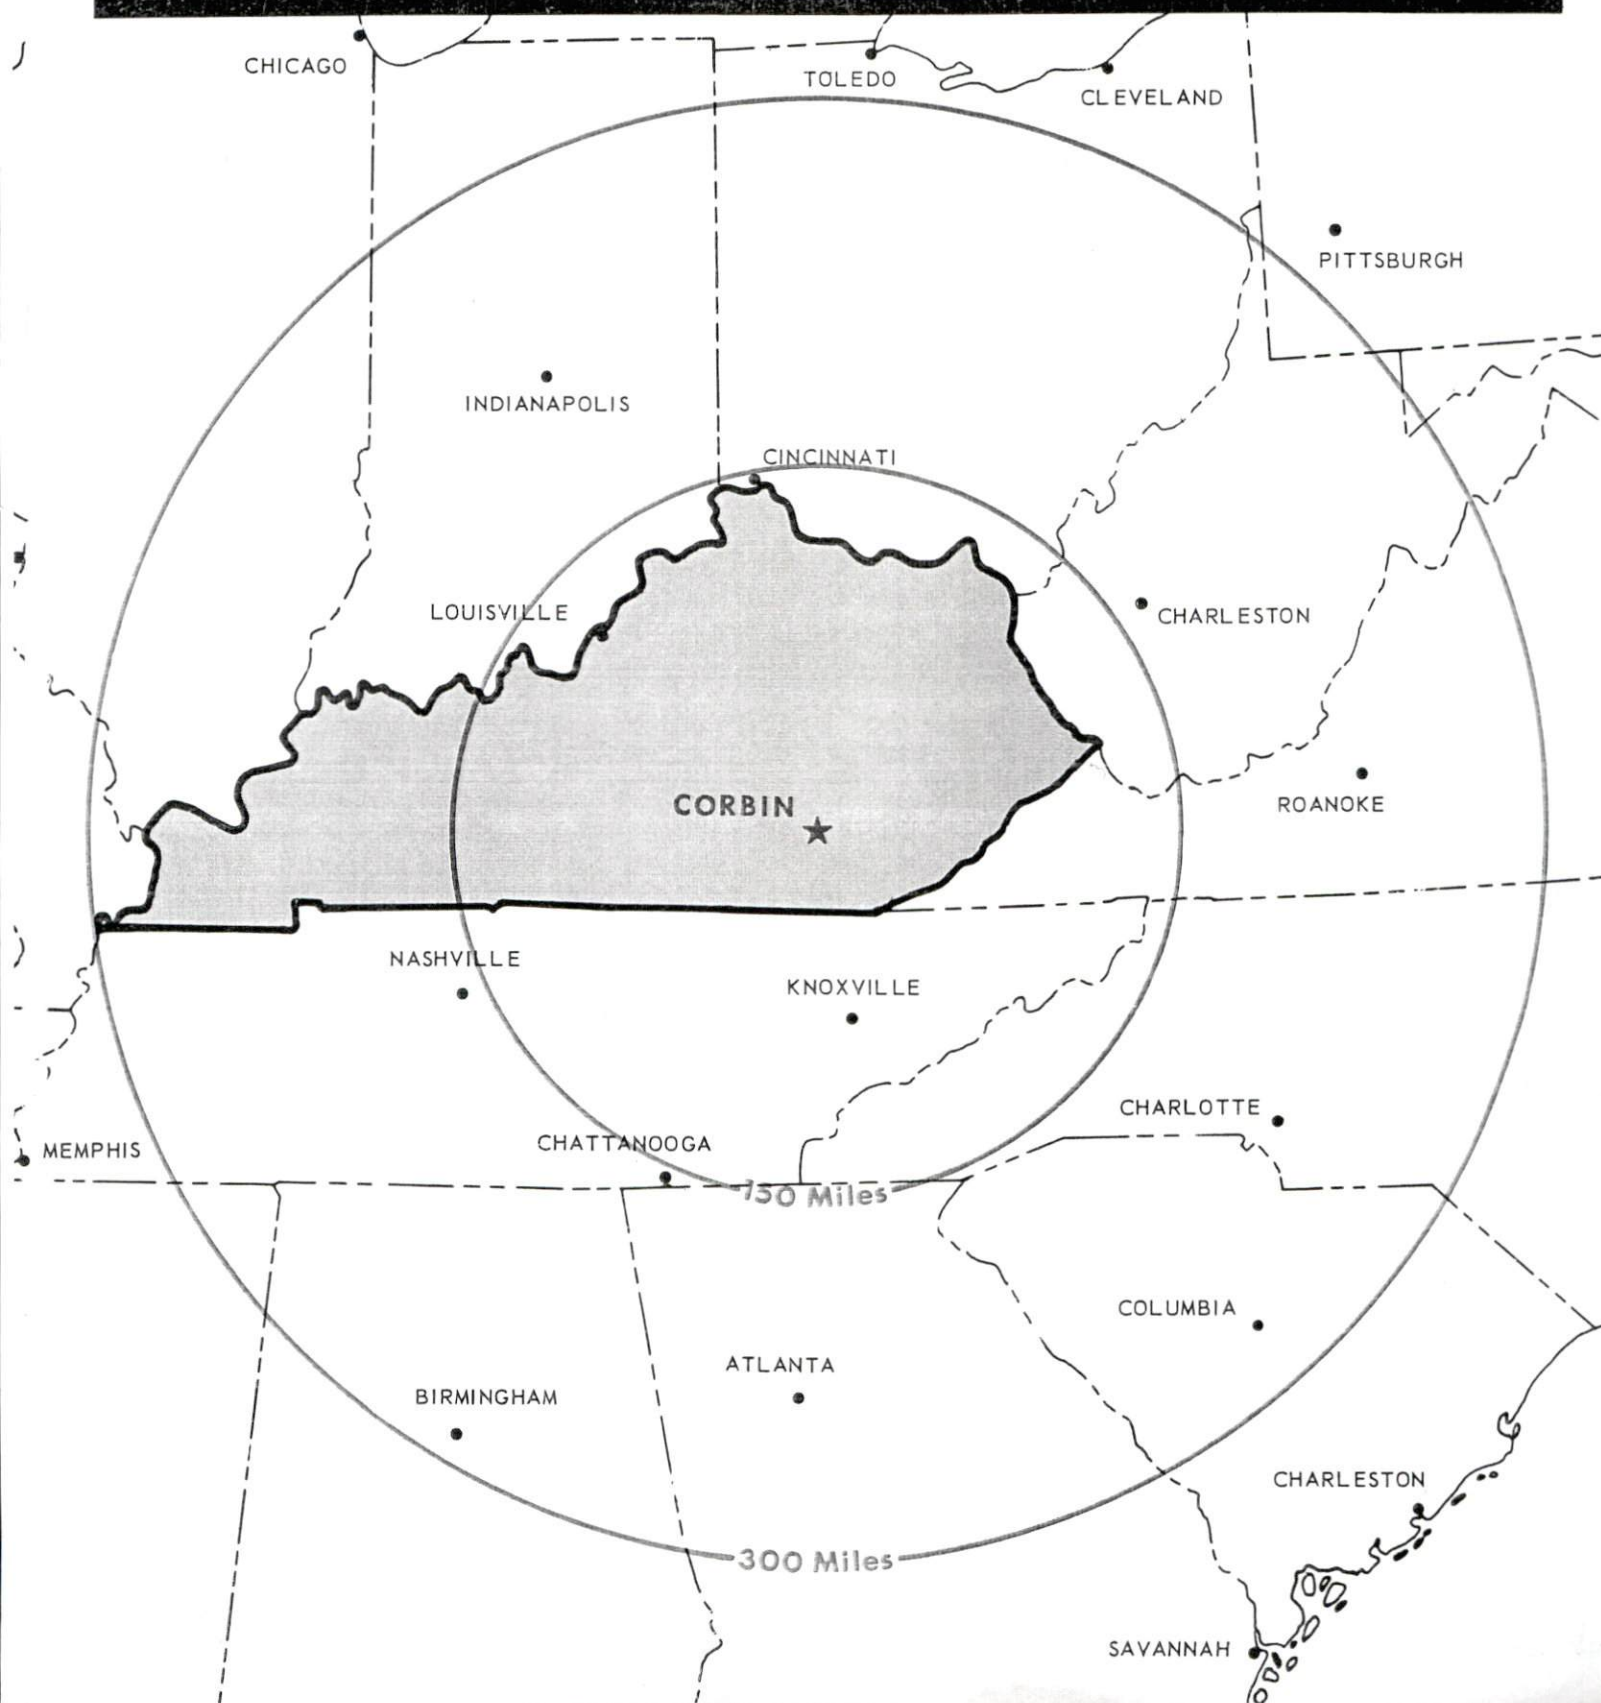 CHICAGO
TOLEDO
CLEVELAND
PITTSBURGH
INDIANAPOLIS
CINCINNATI
LOUISVILLE
CHARLESTON
CORBIN
ROANOKE
NASHVILLE
KNOXVILLE
CHARLOTTE
CHATTANOOGA
MEMPHIS
150 Miles
COLUMBIA
ATLANTA
BIRMINGHAM
CHARLESTON
300 Miles
SAVANNAH